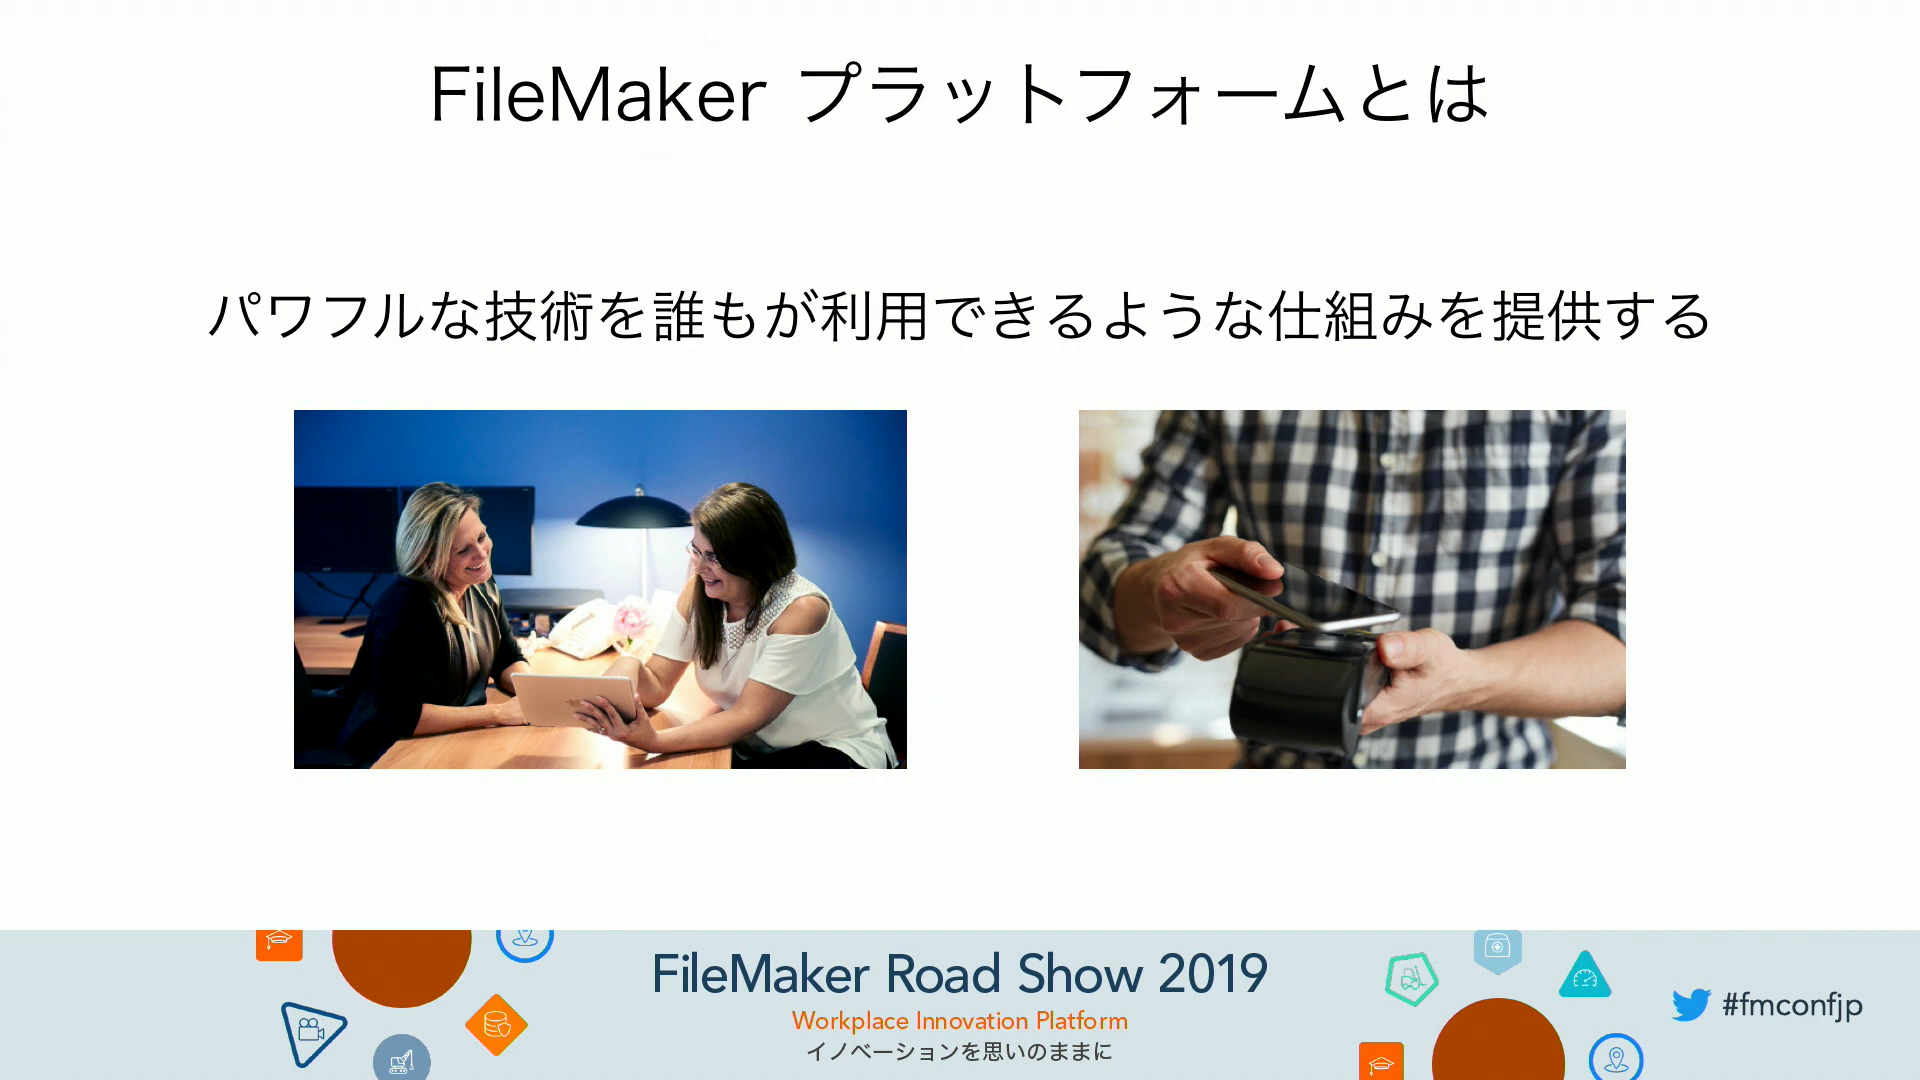 FileMaker プラットフォームとは
パワフルな技術を誰もが利用できるような仕組みを提供する
FileMaker Road Show 2019
Workplace Innovation Platform
イノベーションを思いのままに
#fmconfjp